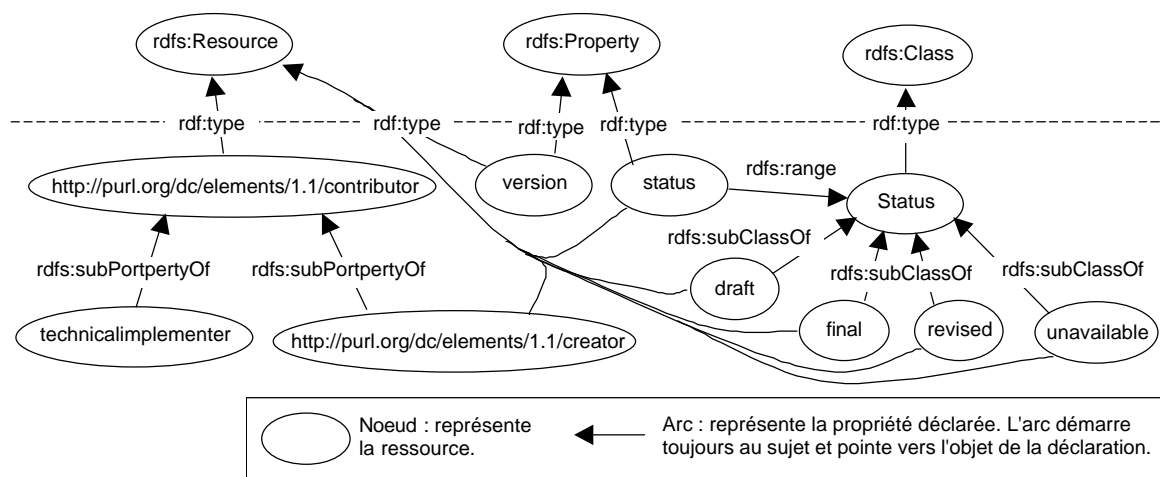 rdfs:Resource
rdfs:Property
rdfs:Class
rdf:type
rdf:type
rdf:type
rdf:type
rdf:type
http://purl.org/dc/elements/1.1/contributor
version
status
rdfs:range
Status
rdfs:subPortpertyOf
rdfs:subPortpertyOf
rdfs:subClassOf
rdfs:subClassOf
rdfs:subClassOf
draft
technicalimplementer
http://purl.org/dc/elements/1.1/creator
final
revised
unavailable
Noeud : représente
la ressource.
Arc : représente la propriété déclarée. L'arc démarre
toujours au sujet et pointe vers l'objet de la déclaration.